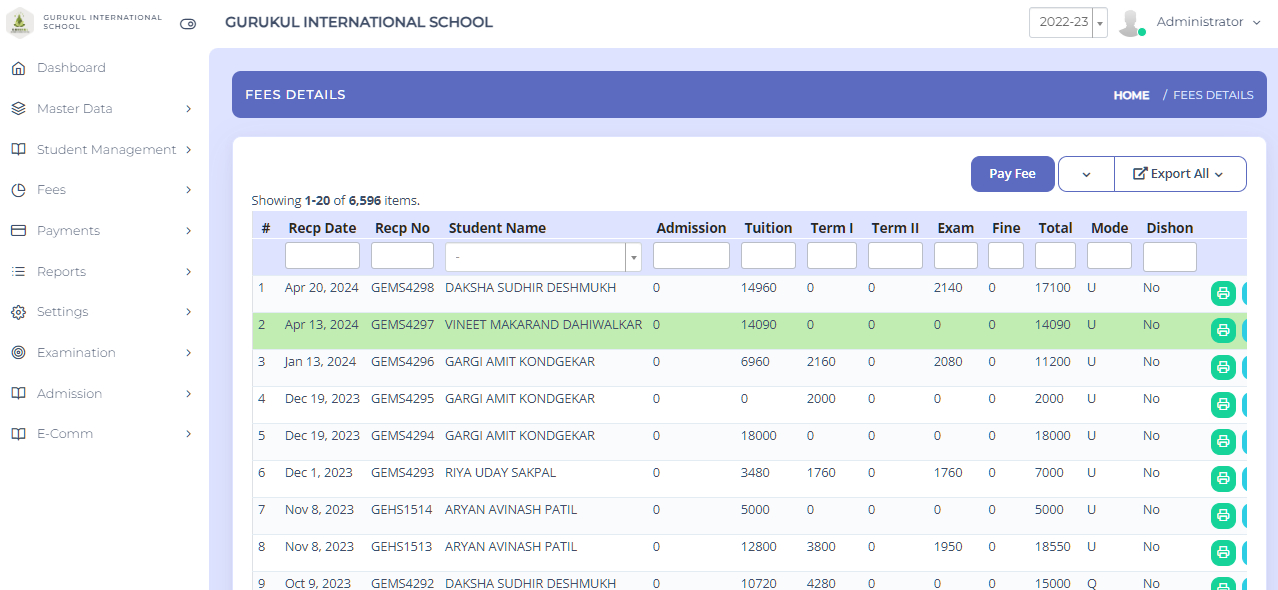 GURUKUL INTERNATIONAL
SCHOOL
GURUKUL INTERNATIONAL SCHOOL
2022-23
Administrator
Dashboard
Master Data
Student Management
Fees
Payments
Reports
Settings
Examination
Admission
E-Comm
FEES DETAILS
HOME / FEES DETAILS
Pay Fee
Export All
Showing 1-20 of 6,596 items.
# Recp Date Recp No Student Name Admission Tuition Term I Term II Exam Fine Total Mode Dishon
-
1 Apr 20, 2024 GEMS4298 DAKSHA SUDHIR DESHMUKH 0 14960 0 0 2140 0 17100 U No
2 Apr 13, 2024 GEMS4297 VINEET MAKARAND DAHIWALKAR 0 14090 0 0 0 0 14090 U No
3 Jan 13, 2024 GEMS4296 GARGI AMIT KONDGEKAR 0 6960 2160 0 2080 0 11200 U No
4 Dec 19, 2023 GEMS4295 GARGI AMIT KONDGEKAR 0 0 2000 0 0 0 2000 U No
5 Dec 19, 2023 GEMS4294 GARGI AMIT KONDGEKAR 0 18000 0 0 0 0 18000 U No
6 Dec 1, 2023 GEMS4293 RIYA UDAY SAKPAL 0 3480 1760 0 1760 0 7000 U No
7 Nov 8, 2023 GEHS1514 ARYAN AVINASH PATIL 0 5000 0 0 0 0 5000 U No
8 Nov 8, 2023 GEHS1513 ARYAN AVINASH PATIL 0 12800 3800 0 1950 0 18550 U No
9 Oct 9, 2023 GEMS4292 DAKSHA SUDHIR DESHMUKH 0 10720 4280 0 0 0 15000 Q No